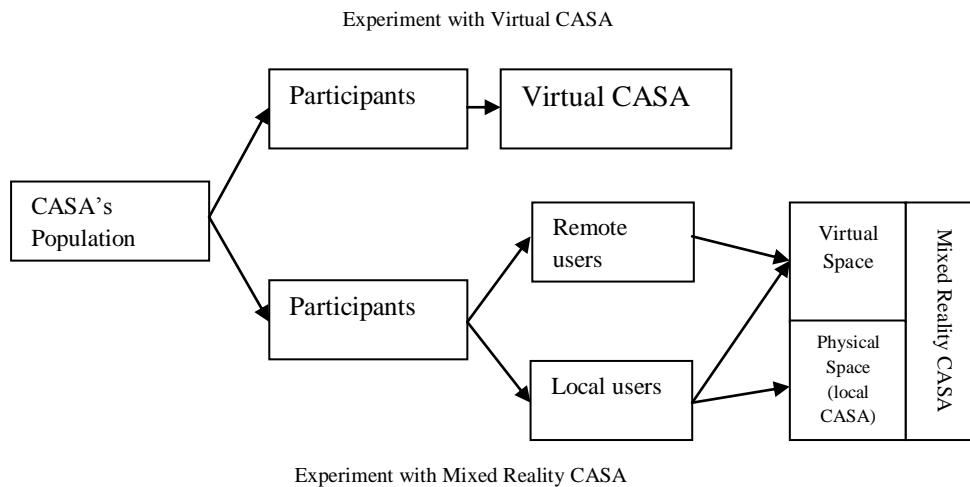 Experiment with Virtual CASA
Participants
Virtual CASA
CASA’s
Population
Participants
Remote
users
Local users
Virtual
Space
Physical
Space
(local
CASA)
Mixed Reality CASA
Experiment with Mixed Reality CASA